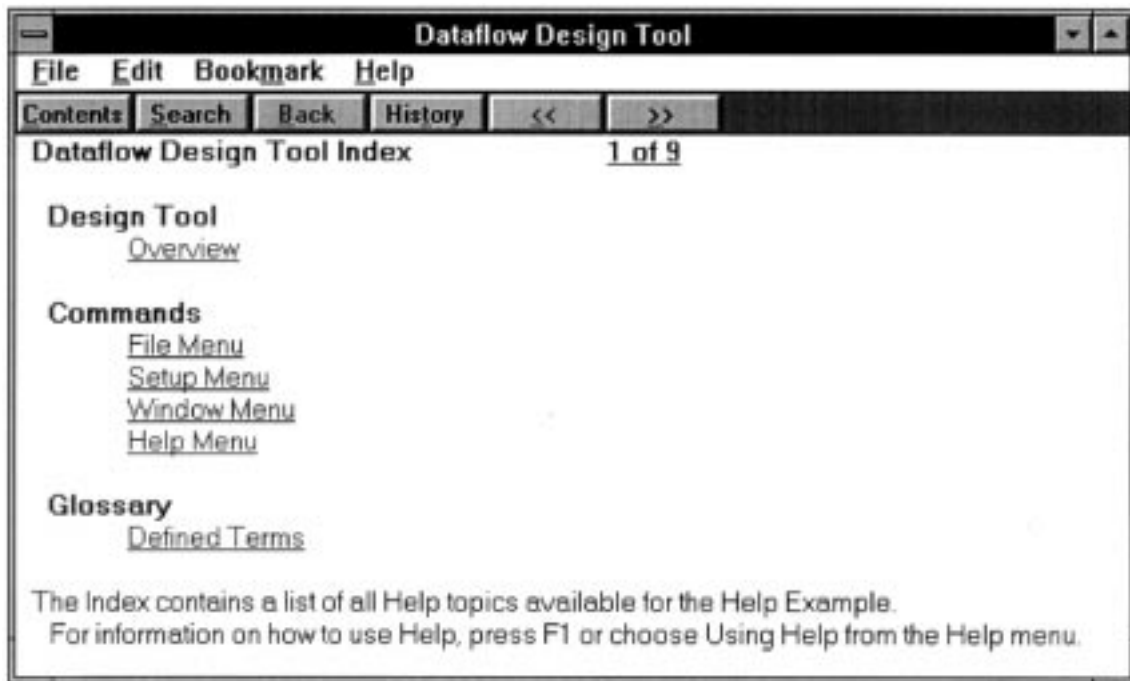 Dataflow Design Tool
File Edit Bookmark Help
Contents Search Back History << >>
Dataflow Design Tool Index 1 of 9
Design Tool
Overview
Commands
File Menu
Setup Menu
Window Menu
Help Menu
Glossary
Defined Terms
The Index contains a list of all Help topics available for the Help Example.
For information on how to use Help, press F1 or choose Using Help from the Help menu.